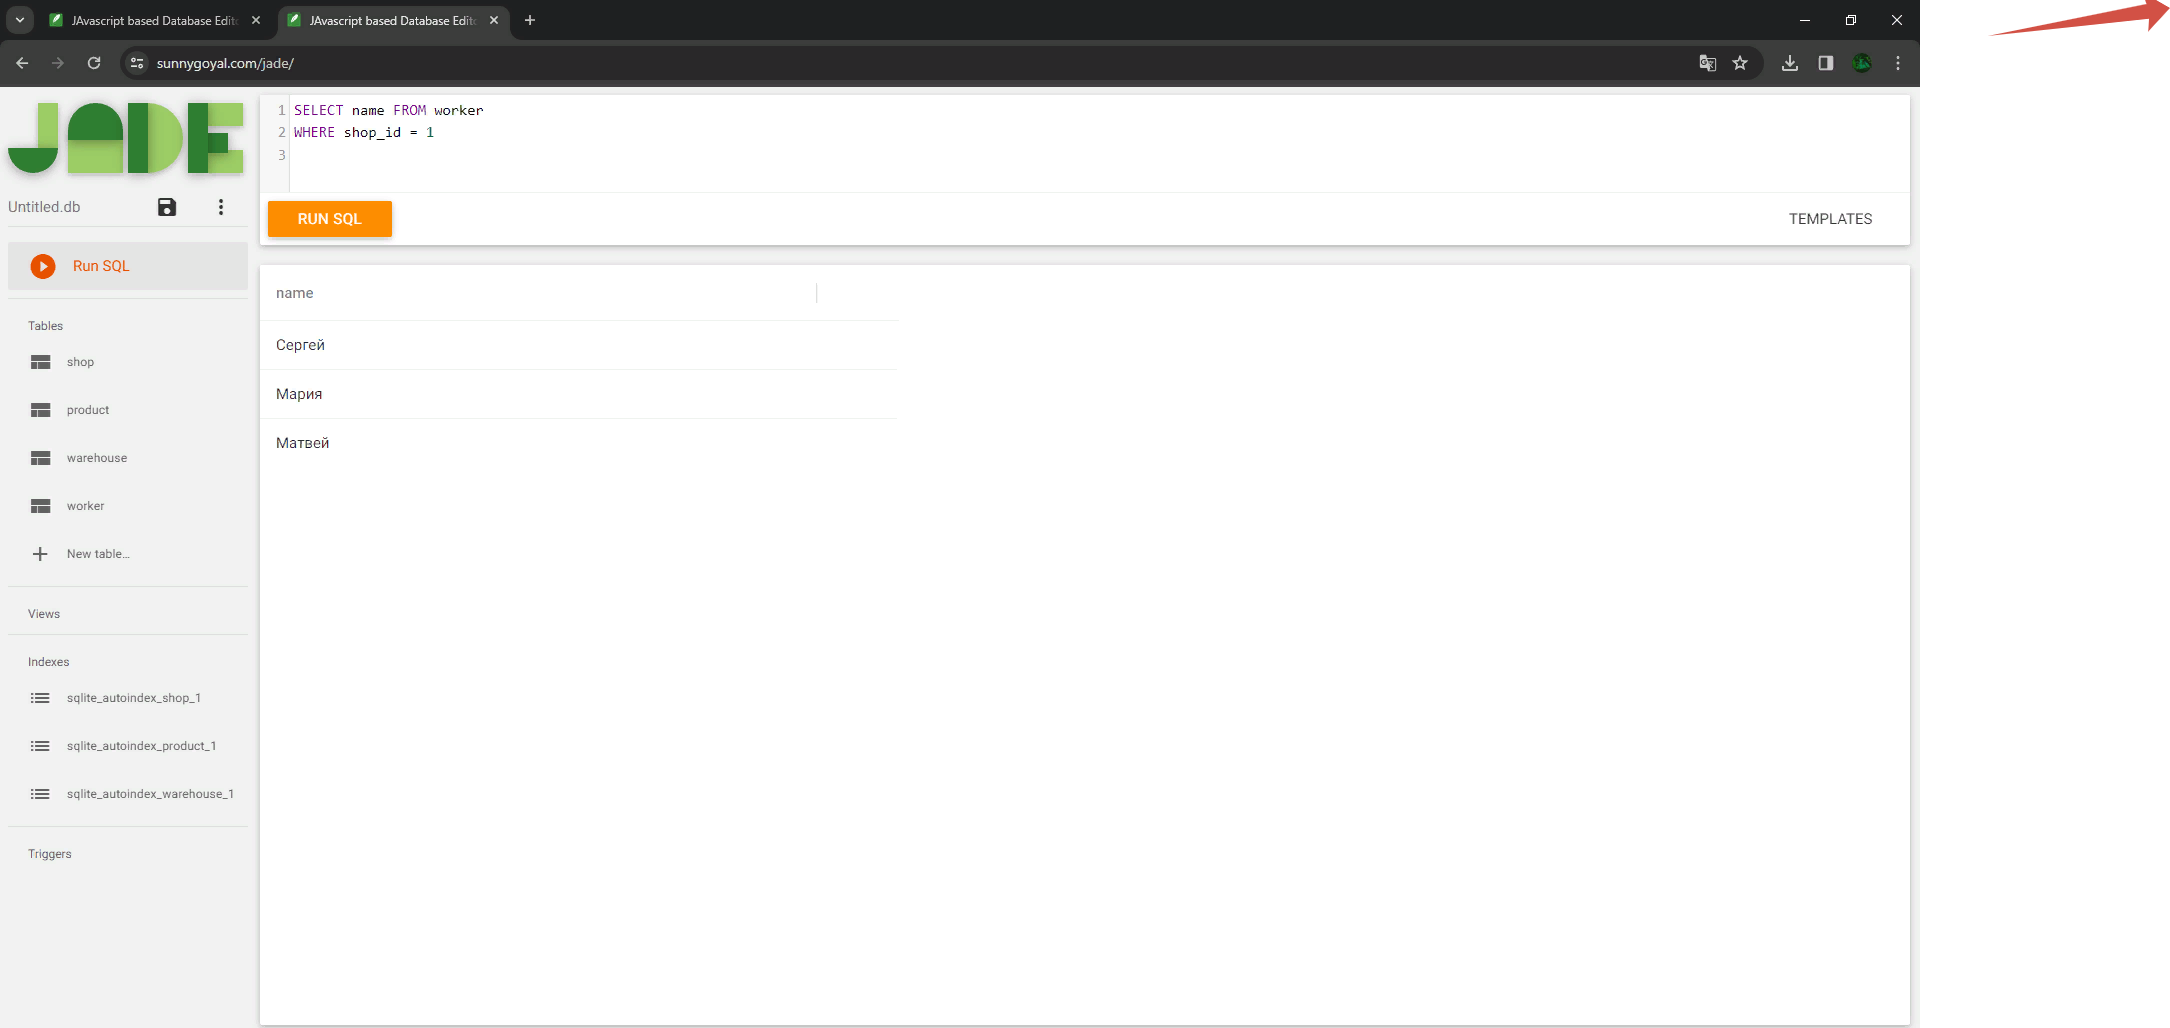 JAvascript based Database Edit
JAvascript based Database Edit
sunnygoyal.com/jade/
JADE
Untitled.db
Run SQL
Tables
shop
product
warehouse
worker
New table...
Views
Indexes
sqlite_autoindex_shop_1
sqlite_autoindex_product_1
sqlite_autoindex_warehouse_1
Triggers
1 SELECT name FROM worker
2 WHERE shop_id = 1
3
RUN SQL
TEMPLATES
name
Сергей
Мария
Матвей